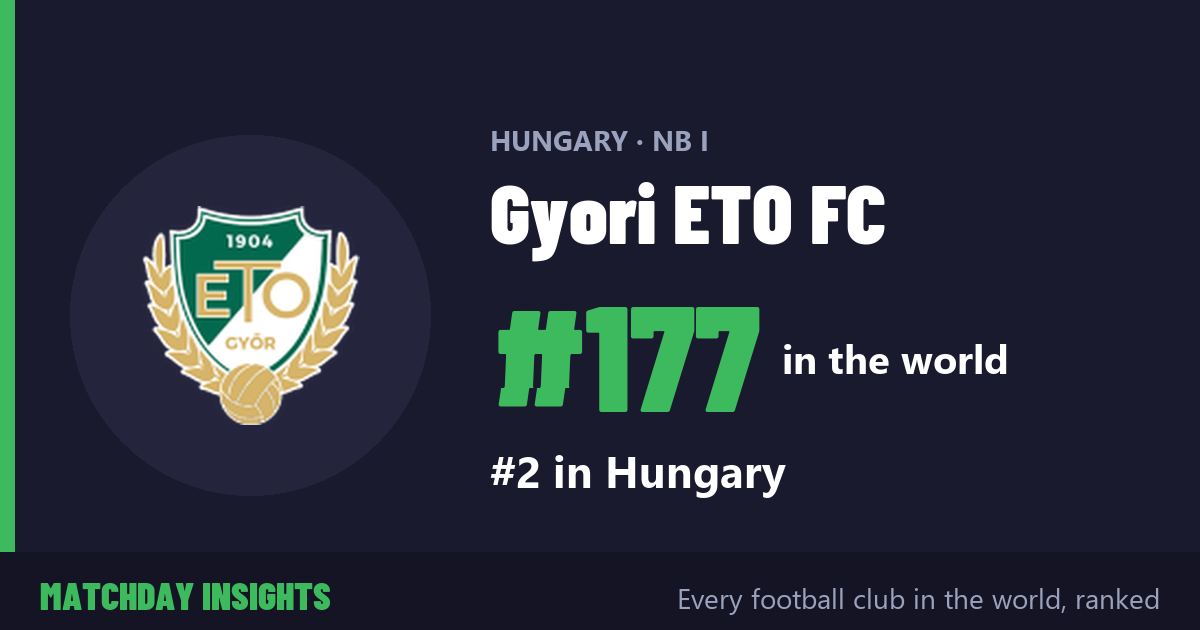 HUNGARY · NB I
Gyori ETO FC
1904
ETO
GYŐR
#177 in the world
#2 in Hungary
MATCHDAY INSIGHTS
Every football club in the world, ranked